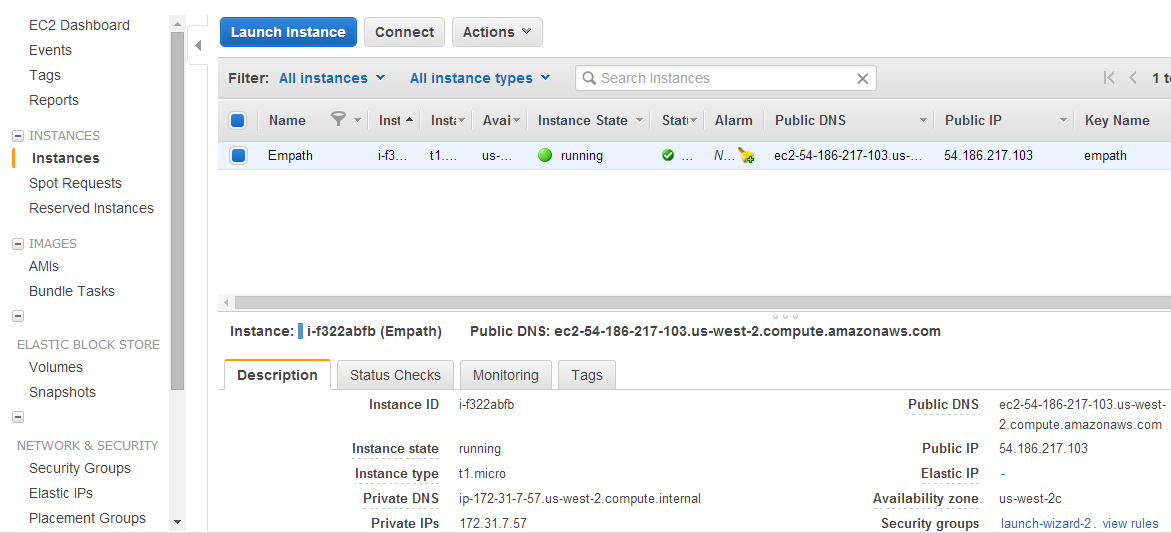 EC2 Dashboard
Events
Tags
Reports
INSTANCES
Instances
Spot Requests
Reserved Instances
IMAGES
AMIs
Bundle Tasks
ELASTIC BLOCK STORE
Volumes
Snapshots
NETWORK & SECURITY
Security Groups
Elastic IPs
Placement Groups
Launch Instance Connect Actions
Filter: All instances All instance types Search Instances 1 to
Name Inst Insta Avai Instance State Statu Alarm Public DNS Public IP Key Name
Empath i-f3... t1.... us-... running ... N... ec2-54-186-217-103.us-... 54.186.217.103 empath
Instance: i-f322abfb (Empath) Public DNS: ec2-54-186-217-103.us-west-2.compute.amazonaws.com
Description Status Checks Monitoring Tags
Instance ID i-f322abfb Public DNS ec2-54-186-217-103.us-west-
2.compute.amazonaws.com
Instance state running Public IP 54.186.217.103
Instance type t1.micro Elastic IP -
Private DNS ip-172-31-7-57.us-west-2.compute.internal Availability zone us-west-2c
Private IPs 172.31.7.57 Security groups launch-wizard-2. view rules